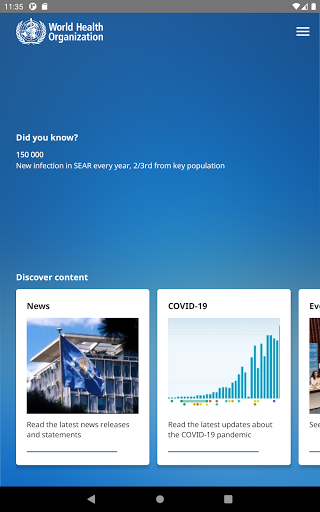 11:35
World Health
Organization
Did you know?
150 000
New infection in SEAR every year, 2/3rd from key population
Discover content
News
COVID-19
Read the latest news releases
and statements
Read the latest updates about
the COVID-19 pandemic